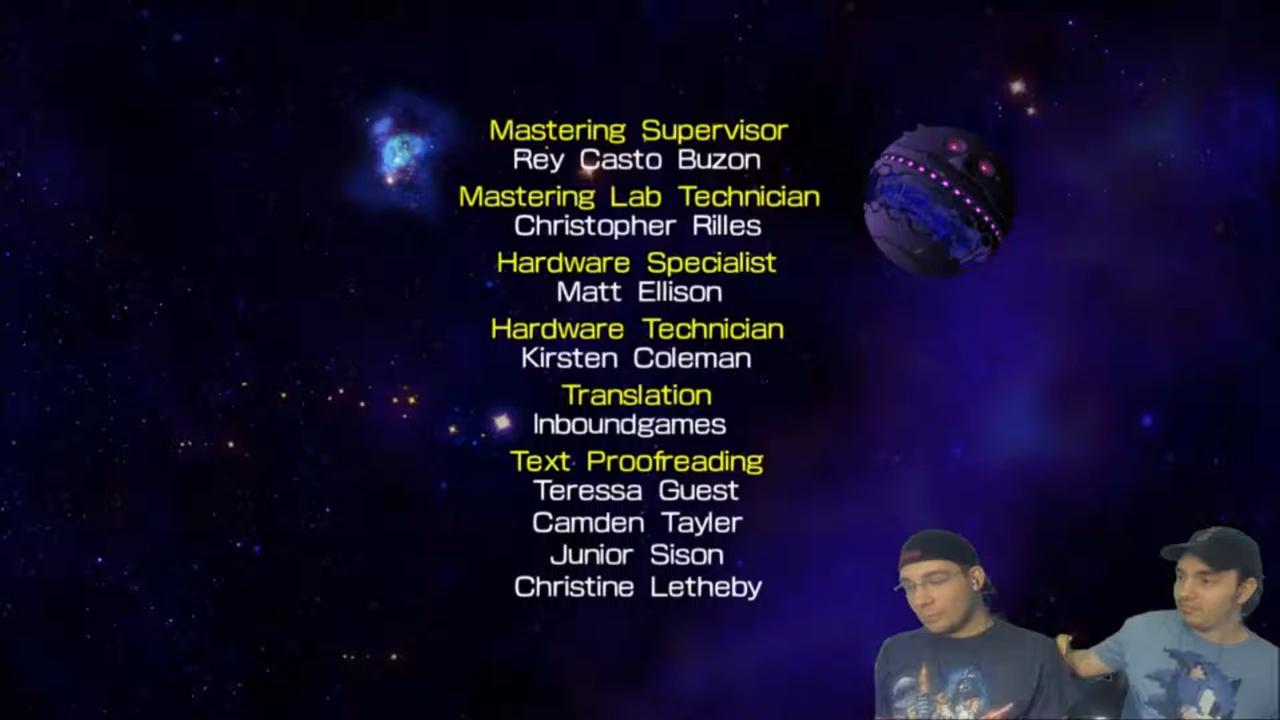 Mastering Supervisor
Rey Casto Buzon
Mastering Lab Technician
Christopher Rilles
Hardware Specialist
Matt Ellison
Hardware Technician
Kirsten Coleman
Translation
Inboundgames
Text Proofreading
Teressa Guest
Camden Tayler
Junior Sison
Christine Letheby